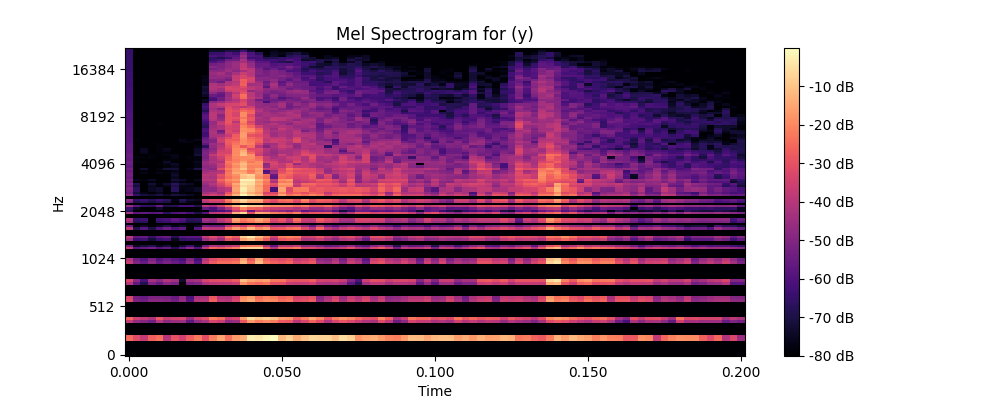 Mel Spectrogram for (y)
Hz
16384
8192
4096
2048
1024
512
0
0.000 0.050 0.100 0.150 0.200
Time
-10 dB
-20 dB
-30 dB
-40 dB
-50 dB
-60 dB
-70 dB
-80 dB